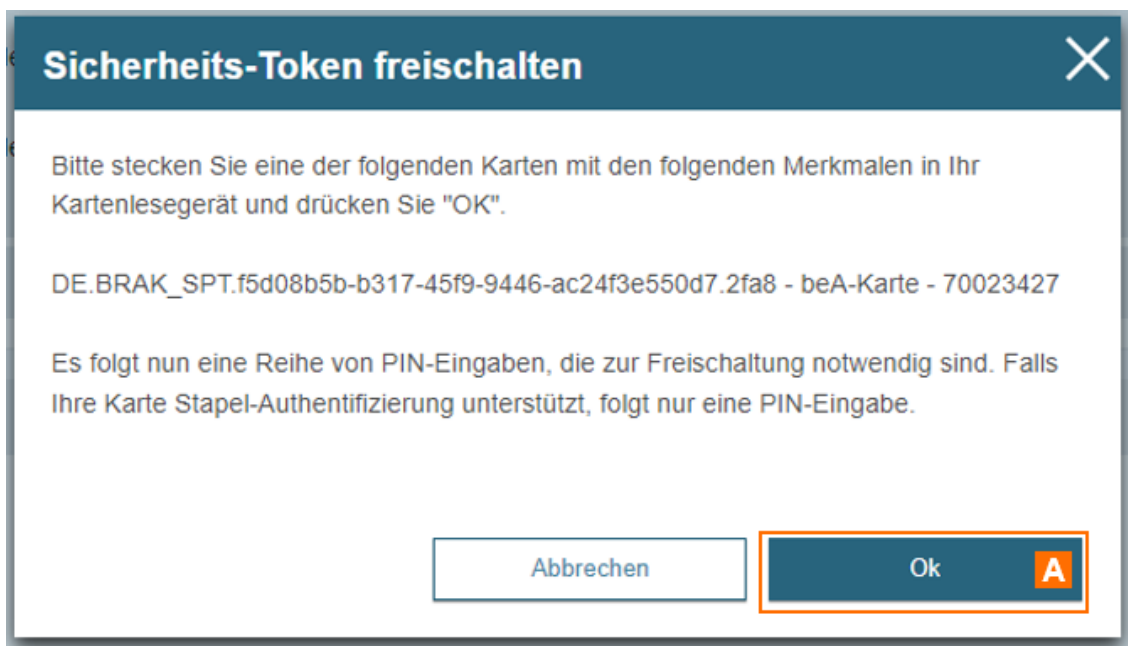 Sicherheits-Token freischalten
Bitte stecken Sie eine der folgenden Karten mit den folgenden Merkmalen in Ihr
Kartenlesegerät und drücken Sie "OK".
DE.BRAK_SPT.f5d08b5b-b317-45f9-9446-ac24f3e550d7.2fa8 - beA-Karte - 70023427
Es folgt nun eine Reihe von PIN-Eingaben, die zur Freischaltung notwendig sind. Falls
Ihre Karte Stapel-Authentifizierung unterstützt, folgt nur eine PIN-Eingabe.
Abbrechen
Ok A